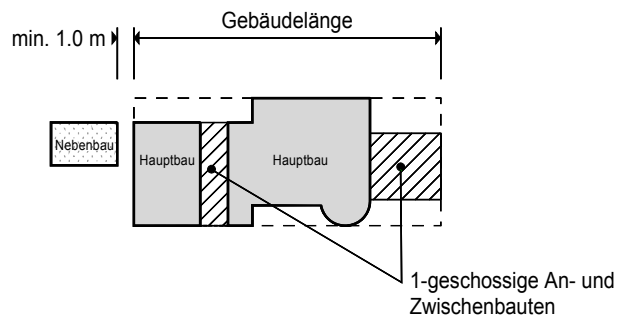 Gebäudelänge
min. 1.0 m
Nebenbau
Hauptbau
Hauptbau
1-geschossige An- und
Zwischenbauten